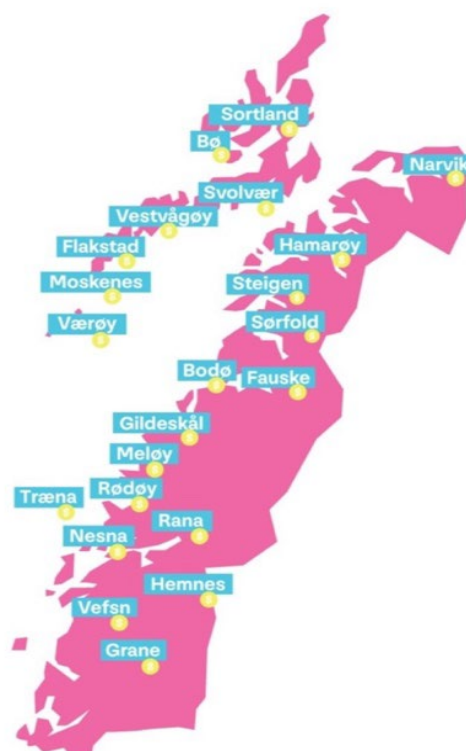 Sortland
Bø
Narvik
Svolvær
Vestvågøy
Flakstad
Hamarøy
Moskenes
Steigen
Værøy
Sørfold
Bodø
Fauske
Gildeskål
Meløy
Træna
Rødøy
Rana
Nesna
Hemnes
Vefsn
Grane